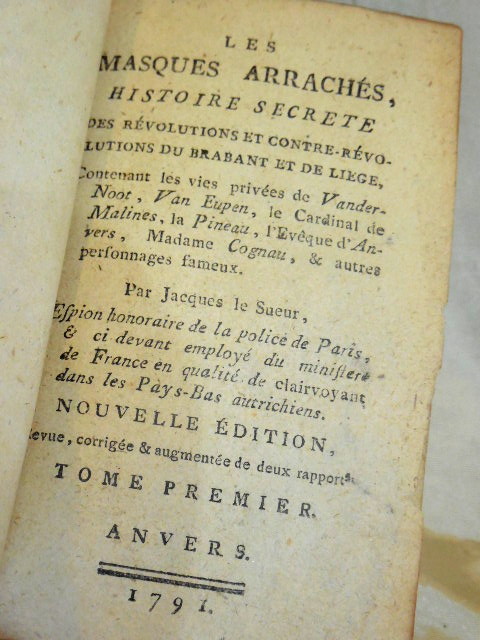 LES
MASQUES ARRACHÉS,
HISTOIRE SECRETE
DES RÉVOLUTIONS ET CONTRE-RÉVO-
LUTIONS DU BRABANT ET DE LIEGE,
Contenant les vies privées de Vander-
Noot, Van Eupen, le Cardinal de
Malines, la Pineau, l'Evêque d'An-
vers, Madame Cognau, & autres
personnages fameux.
Par Jacques le Sueur,
Espion honoraire de la police de Paris,
& ci devant employé du ministere
de France en qualité de clairvoyant
dans les Pays-Bas autrichiens.
NOUVELLE ÉDITION,
Revue, corrigée & augmentée de deux rapports.
TOME PREMIER.
ANVERS.
1791.